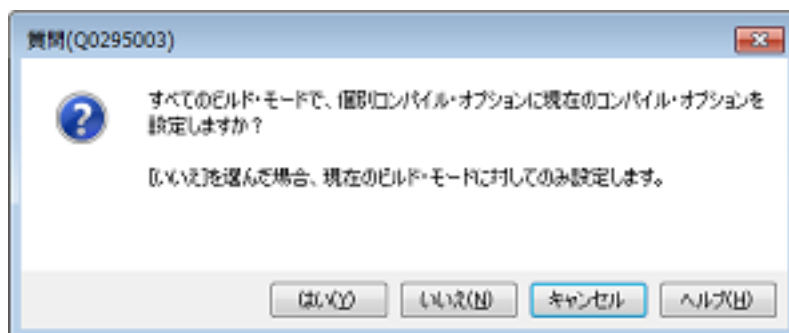 質問(Q0295003)
すべてのビルド・モードで、個別コンパイル・オプションに現在のコンパイル・オプションを
設定しますか?
[いいえ]を選んだ場合、現在のビルド・モードに対してのみ設定します。
はい(Y)
いいえ(N)
キャンセル
ヘルプ(H)